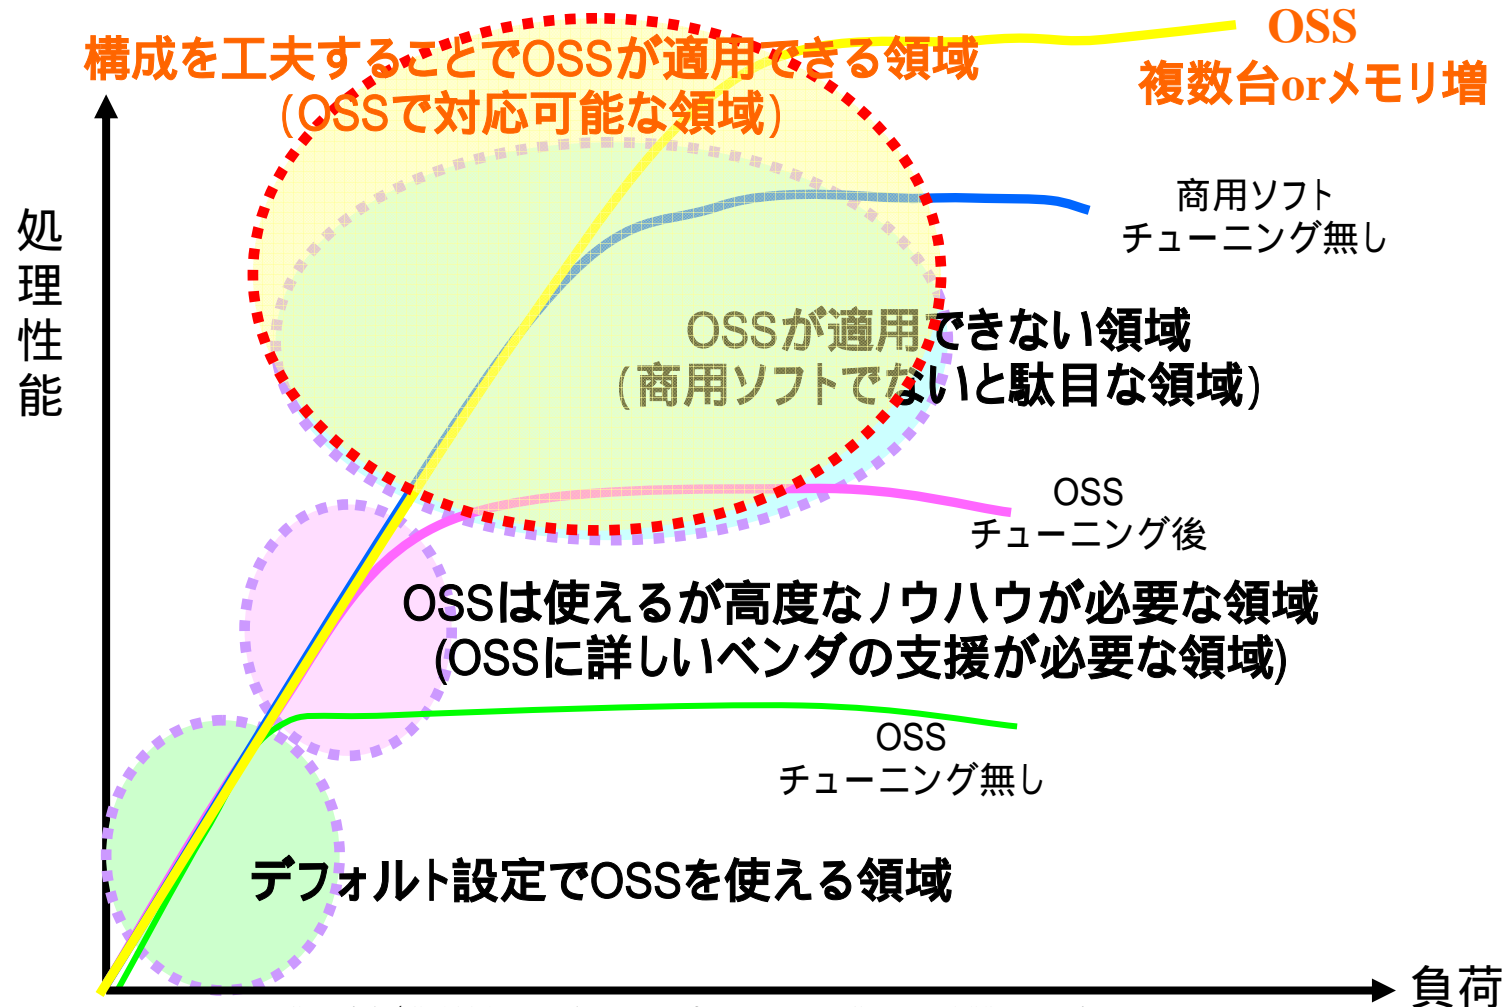 構成を工夫することでOSSが適用できる領域
(OSSで対応可能な領域)
OSS
複数台orメモリ増
処理性能
商用ソフト
チューニング無し
OSSが適用できない領域
(商用ソフトでないと駄目な領域)
OSS
チューニング後
OSSは使えるが高度なノウハウが必要な領域
(OSSに詳しいベンダの支援が必要な領域)
OSS
チューニング無し
デフォルト設定でOSSを使える領域
負荷